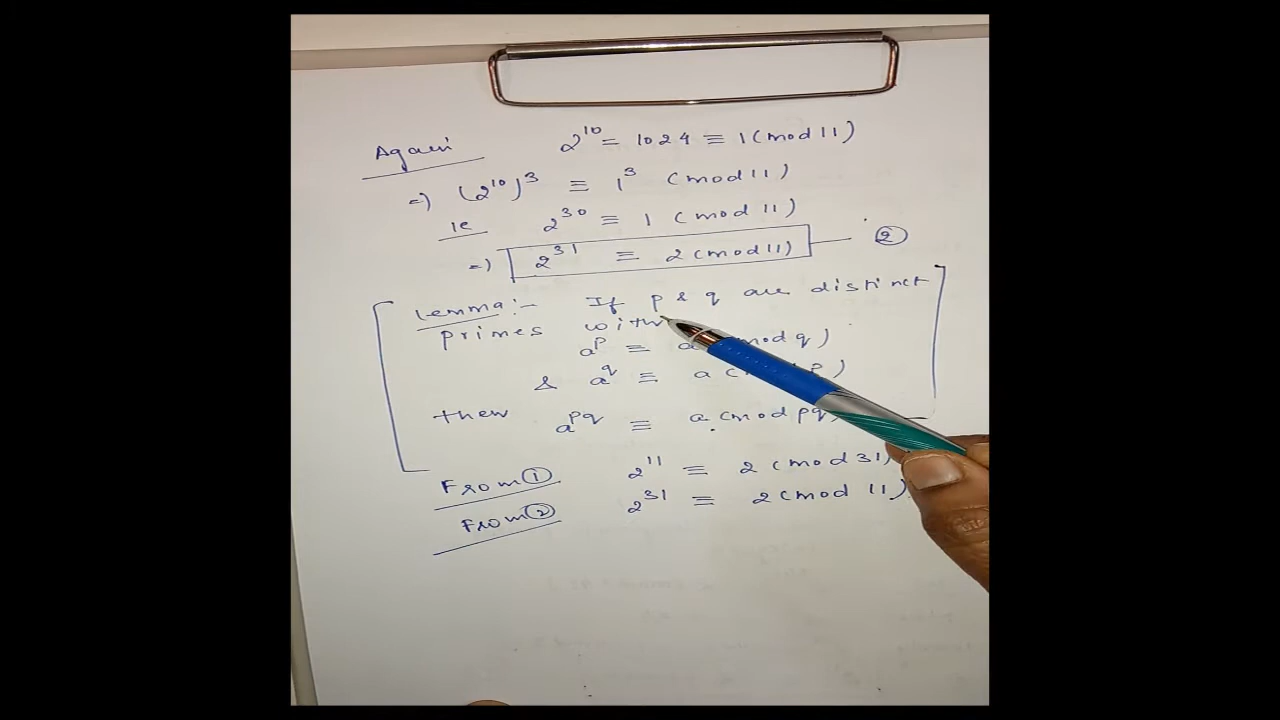 Again 2^10 = 1024 ≡ 1 (mod 11)
=) (2^10)^3 ≡ 1^3 (mod 11)
ie 2^30 ≡ 1 (mod 11)
=) 2^31 ≡ 2 (mod 11) — ②
Lemma:- If p & q are distinct
primes with
a^p ≡ a mod q)
& a^q ≡ a
then a^pq ≡ a (mod pq)
From ① 2^11 ≡ 2 (mod 31)
From ② 2^31 ≡ 2 (mod 11)